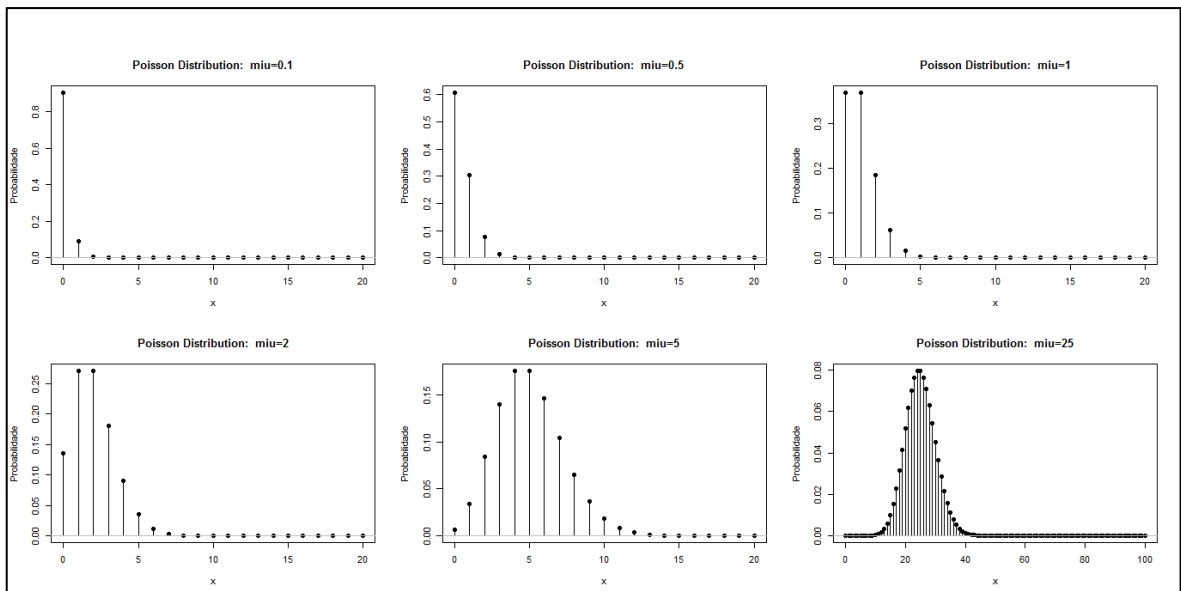 Poisson Distribution: miu=0.1
Probabilidade
0.0 0.2 0.4 0.6 0.8
0 5 10 15 20
x
Poisson Distribution: miu=0.5
Probabilidade
0.0 0.1 0.2 0.3 0.4 0.5 0.6
0 5 10 15 20
x
Poisson Distribution: miu=1
Probabilidade
0.0 0.1 0.2 0.3
0 5 10 15 20
x
Poisson Distribution: miu=2
Probabilidade
0.00 0.05 0.10 0.15 0.20 0.25
0 5 10 15 20
x
Poisson Distribution: miu=5
Probabilidade
0.00 0.05 0.10 0.15
0 5 10 15 20
x
Poisson Distribution: miu=25
Probabilidade
0.00 0.02 0.04 0.06 0.08
0 20 40 60 80 100
x